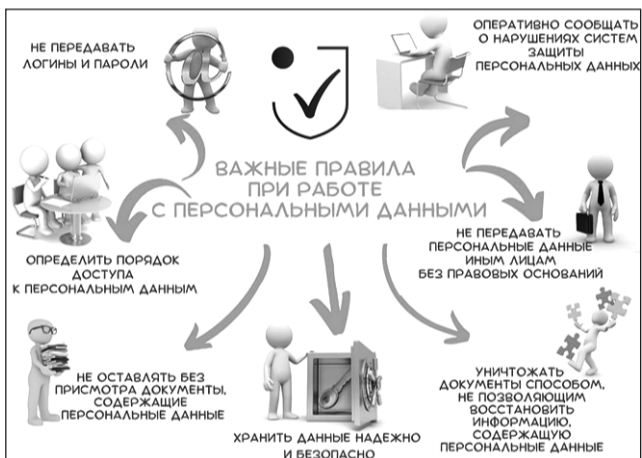 НЕ ПЕРЕДАВАТЬ
ЛОГИНЫ И ПАРОЛИ
ОПЕРАТИВНО СООБЩАТЬ
О НАРУШЕНИЯХ СИСТЕМ
ЗАЩИТЫ
ПЕРСОНАЛЬНЫХ ДАННЫХ
ВАЖНЫЕ ПРАВИЛА
ПРИ РАБОТЕ
С ПЕРСОНАЛЬНЫМИ ДАННЫМИ
ОПРЕДЕЛИТЬ ПОРЯДОК
ДОСТУПА
К ПЕРСОНАЛЬНЫМ ДАННЫМ
НЕ ПЕРЕДАВАТЬ
ПЕРСОНАЛЬНЫЕ ДАННЫЕ
ИНЫМ ЛИЦАМ
БЕЗ ПРАВОВЫХ ОСНОВАНИЙ
НЕ ОСТАВЛЯТЬ БЕЗ
ПРИСМОТРА ДОКУМЕНТЫ,
СОДЕРЖАЩИЕ
ПЕРСОНАЛЬНЫЕ ДАННЫЕ
ХРАНИТЬ ДАННЫЕ НАДЕЖНО
И БЕЗОПАСНО
УНИЧТОЖАТЬ
ДОКУМЕНТЫ СПОСОБОМ,
НЕ ПОЗВОЛЯЮЩИМ
ВОССТАНОВИТЬ
ИНФОРМАЦИЮ,
СОДЕРЖАЩУЮ
ПЕРСОНАЛЬНЫЕ ДАННЫЕ